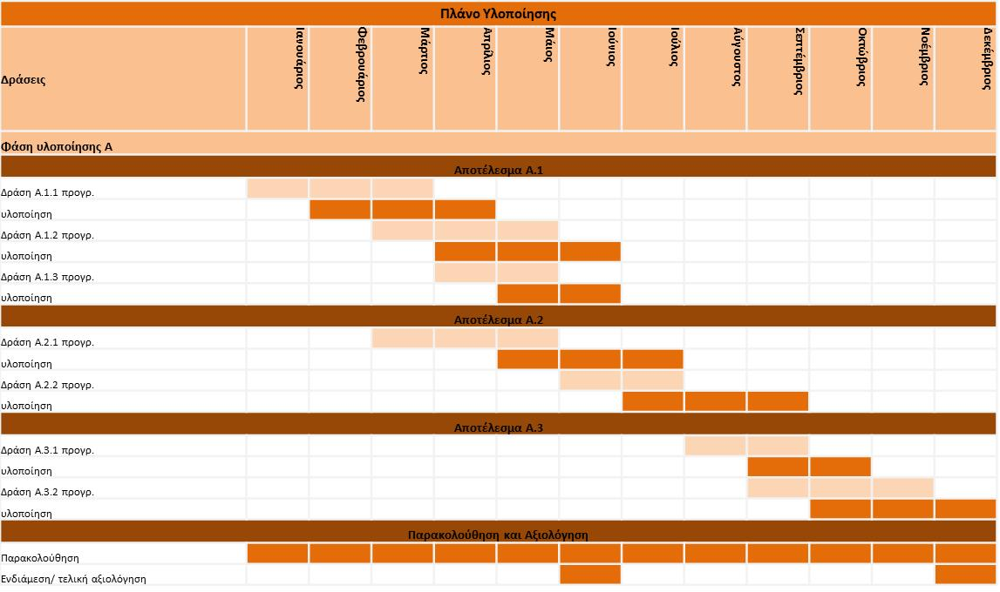 Πλάνο Υλοποίησης
Δράσεις
Ιανουάριος
Φεβρουάριος
Μάρτιος
Απρίλιος
Μάιος
Ιούνιος
Ιούλιος
Αύγουστος
Σεπτέμβριος
Οκτώβριος
Νοέμβριος
Δεκέμβριος
Φάση υλοποίησης Α
Αποτέλεσμα Α.1
Δράση Α.1.1 προγρ.
υλοποίηση
Δράση Α.1.2 προγρ.
υλοποίηση
Δράση Α.1.3 προγρ.
υλοποίηση
Αποτέλεσμα Α.2
Δράση Α.2.1 προγρ.
υλοποίηση
Δράση Α.2.2 προγρ.
υλοποίηση
Αποτέλεσμα Α.3
Δράση Α.3.1 προγρ.
υλοποίηση
Δράση Α.3.2 προγρ.
υλοποίηση
Παρακολούθηση και Αξιολόγηση
Παρακολούθηση
Ενδιάμεση/ τελική αξιολόγηση